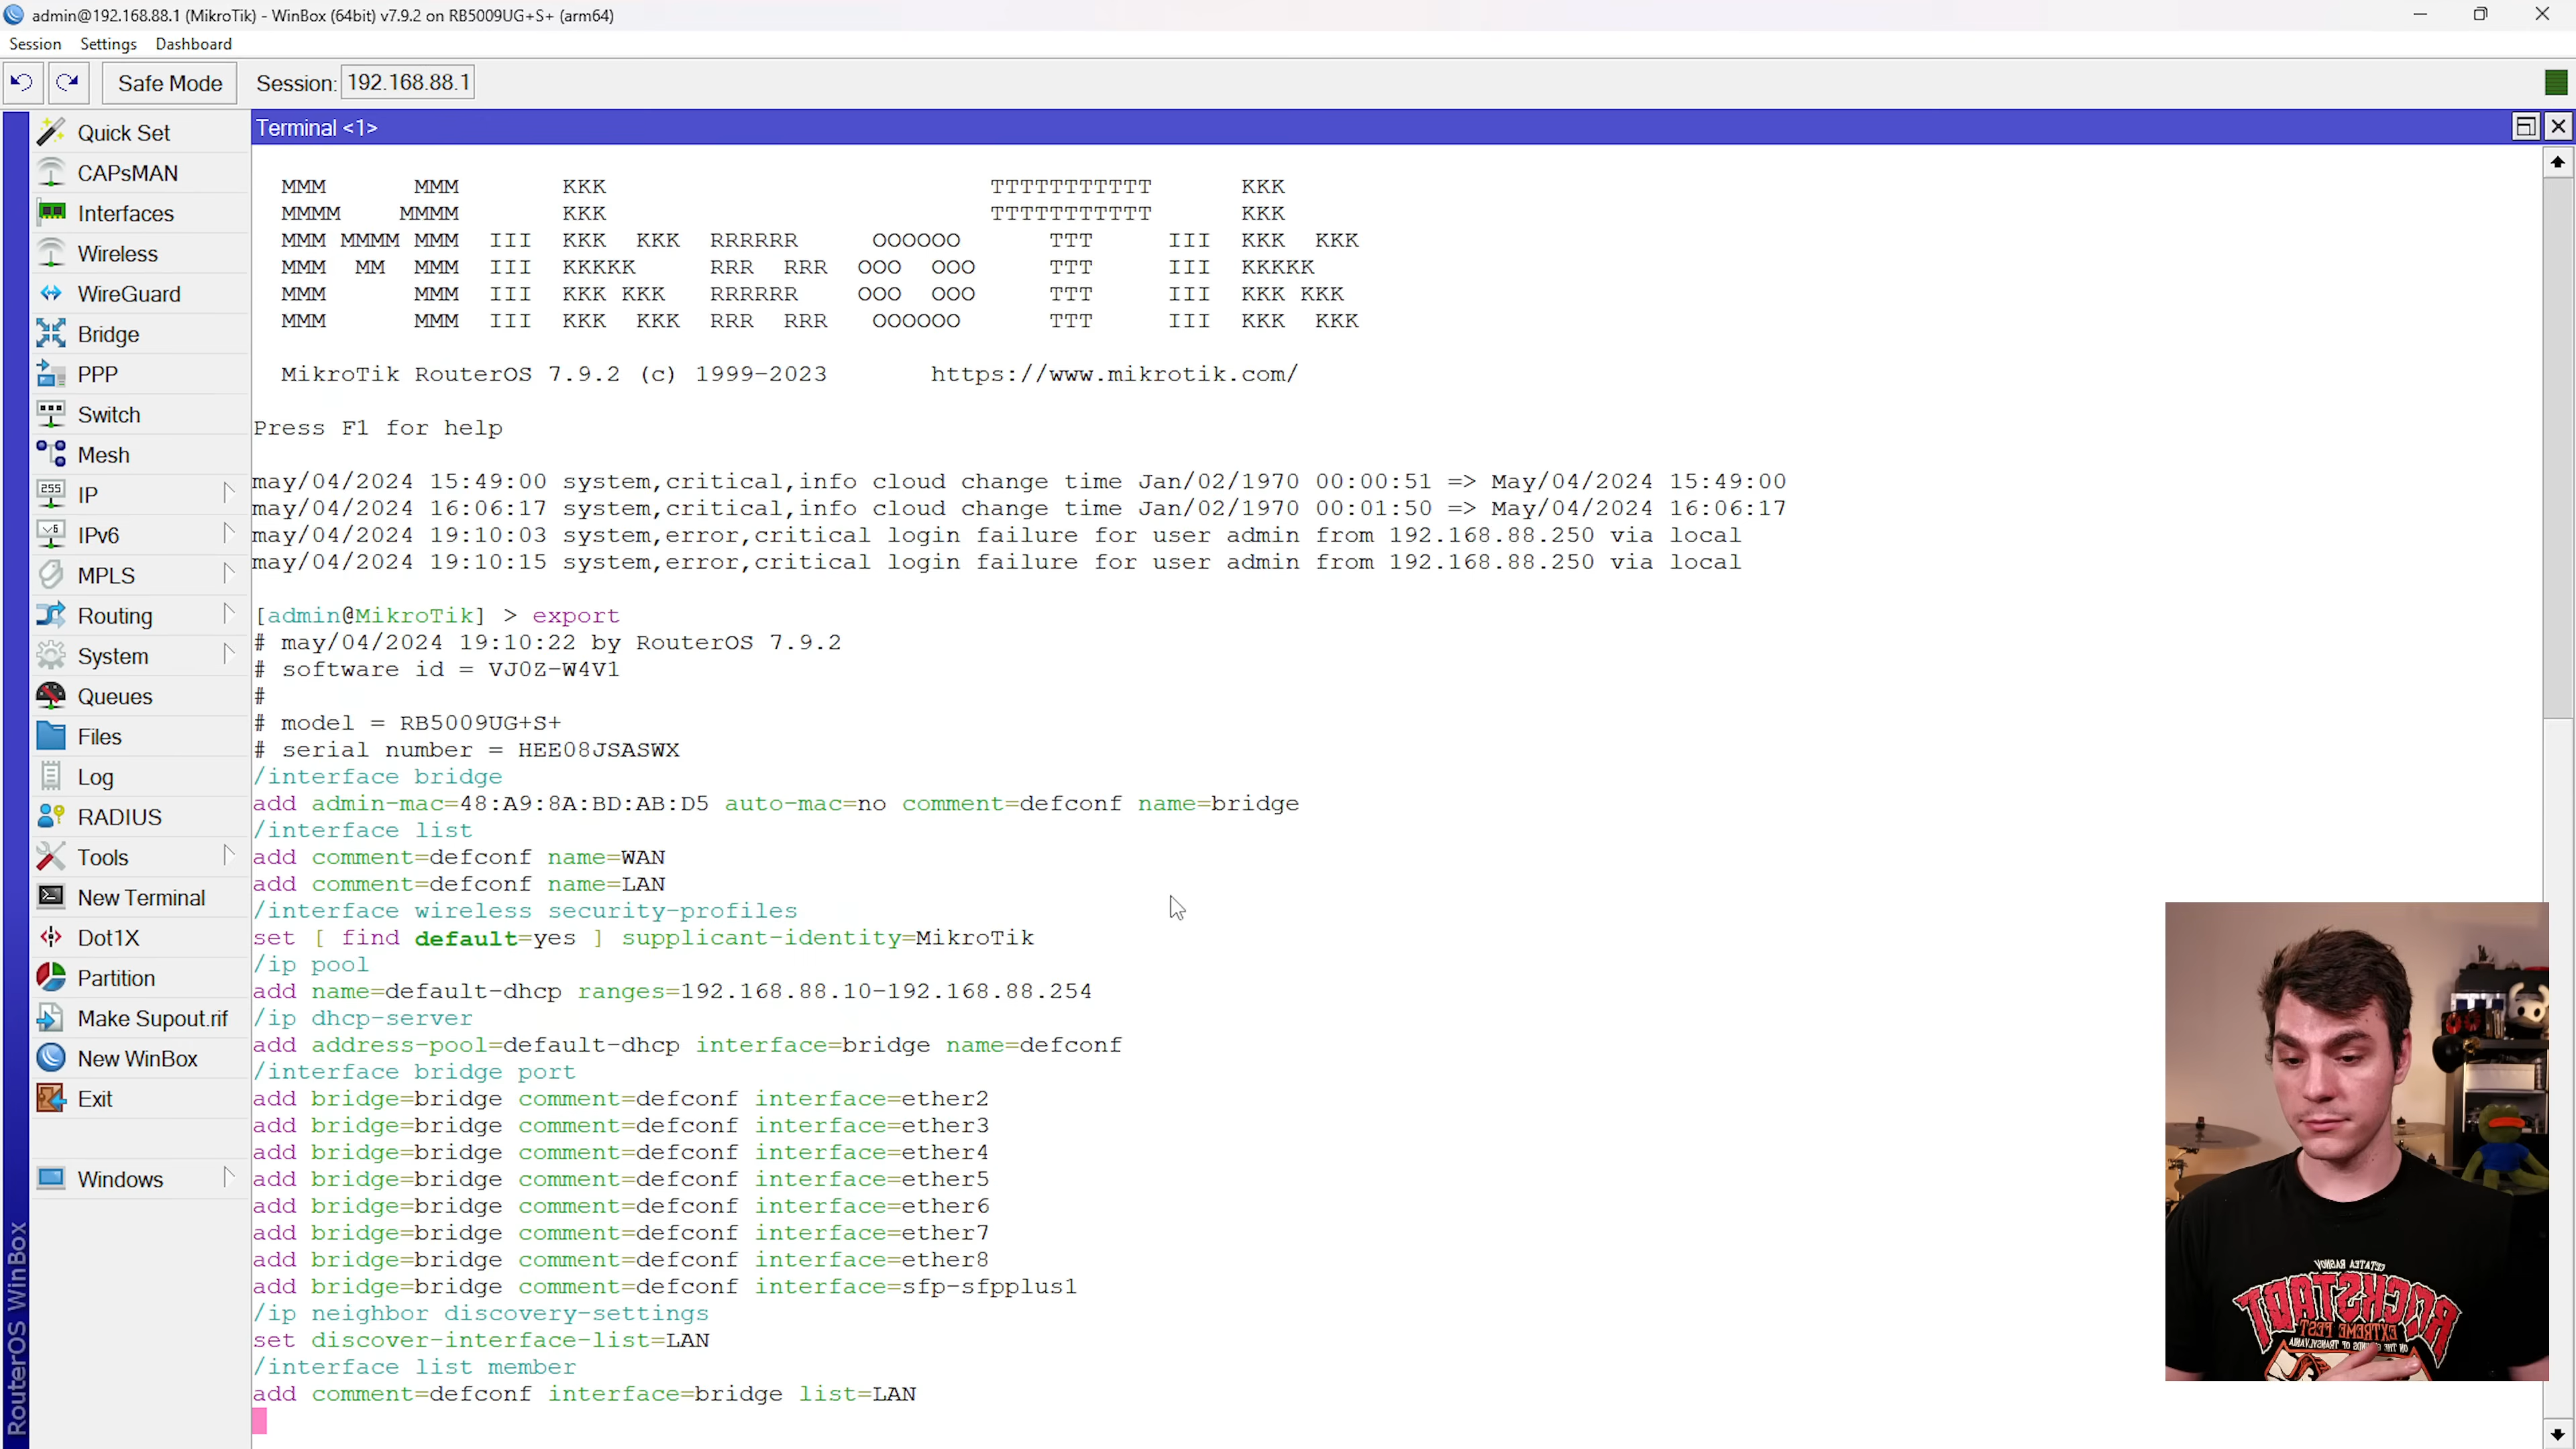 admin@192.168.88.1 (MikroTik) - WinBox (64bit) v7.9.2 on RB5009UG+S+ (arm64)
Session Settings Dashboard
Safe Mode Session: 192.168.88.1
Quick Set
CAPsMAN
Interfaces
Wireless
WireGuard
Bridge
PPP
Switch
Mesh
255 IP
v6 IPv6
MPLS
Routing
System
Queues
Files
Log
RADIUS
Tools
New Terminal
Dot1X
Partition
Make Supout.rif
New WinBox
Exit
Windows
RouterOS WinBox
Terminal <1>
MMM MMM KKK TTTTTTTTTTT KKK
MMMM MMMM KKK TTTTTTTTTTT KKK
MMM MMMM MMM III KKK KKK RRRRRR OOOOOO TTT III KKK KKK
MMM MM MMM III KKKKK RRR RRR OOO OOO TTT III KKKKK
MMM MMM III KKK KKK RRRRRR OOO OOO TTT III KKK KKK
MMM MMM III KKK KKK RRR RRR OOOOOO TTT III KKK KKK
MikroTik RouterOS 7.9.2 (c) 1999-2023 https://www.mikrotik.com/
Press F1 for help
may/04/2024 15:49:00 system,critical,info cloud change time Jan/02/1970 00:00:51 => May/04/2024 15:49:00
may/04/2024 16:06:17 system,critical,info cloud change time Jan/02/1970 00:01:50 => May/04/2024 16:06:17
may/04/2024 19:10:03 system,error,critical login failure for user admin from 192.168.88.250 via local
may/04/2024 19:10:15 system,error,critical login failure for user admin from 192.168.88.250 via local
[admin@MikroTik] > export
# may/04/2024 19:10:22 by RouterOS 7.9.2
# software id = VJ0Z-W4V1
#
# model = RB5009UG+S+
# serial number = HEE08JSASWX
/interface bridge
add admin-mac=48:A9:8A:BD:AB:D5 auto-mac=no comment=defconf name=bridge
/interface list
add comment=defconf name=WAN
add comment=defconf name=LAN
/interface wireless security-profiles
set [ find default=yes ] supplicant-identity=MikroTik
/ip pool
add name=default-dhcp ranges=192.168.88.10-192.168.88.254
/ip dhcp-server
add address-pool=default-dhcp interface=bridge name=defconf
/interface bridge port
add bridge=bridge comment=defconf interface=ether2
add bridge=bridge comment=defconf interface=ether3
add bridge=bridge comment=defconf interface=ether4
add bridge=bridge comment=defconf interface=ether5
add bridge=bridge comment=defconf interface=ether6
add bridge=bridge comment=defconf interface=ether7
add bridge=bridge comment=defconf interface=ether8
add bridge=bridge comment=defconf interface=sfp-sfpplus1
/ip neighbor discovery-settings
set discover-interface-list=LAN
/interface list member
add comment=defconf interface=bridge list=LAN
CETATEA RASNOV
ROCKSTADT
EXTREME FEST